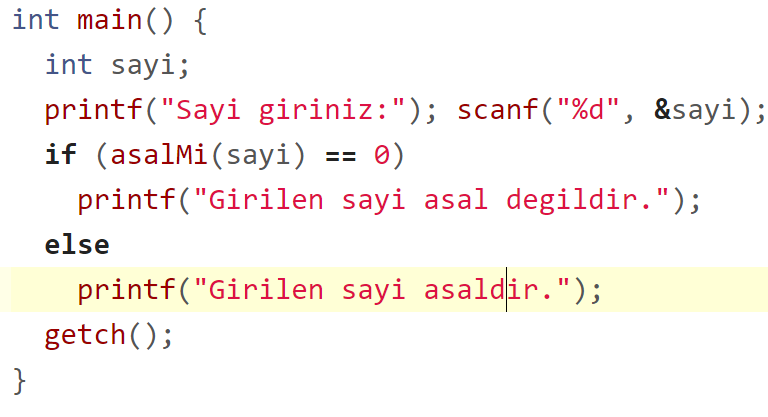 int main() {
int sayi;
printf("Sayi giriniz:"); scanf("%d", &sayi);
if (asalMi(sayi) == 0)
printf("Girilen sayi asal degildir.");
else
printf("Girilen sayi asaldir.");
getch();
}